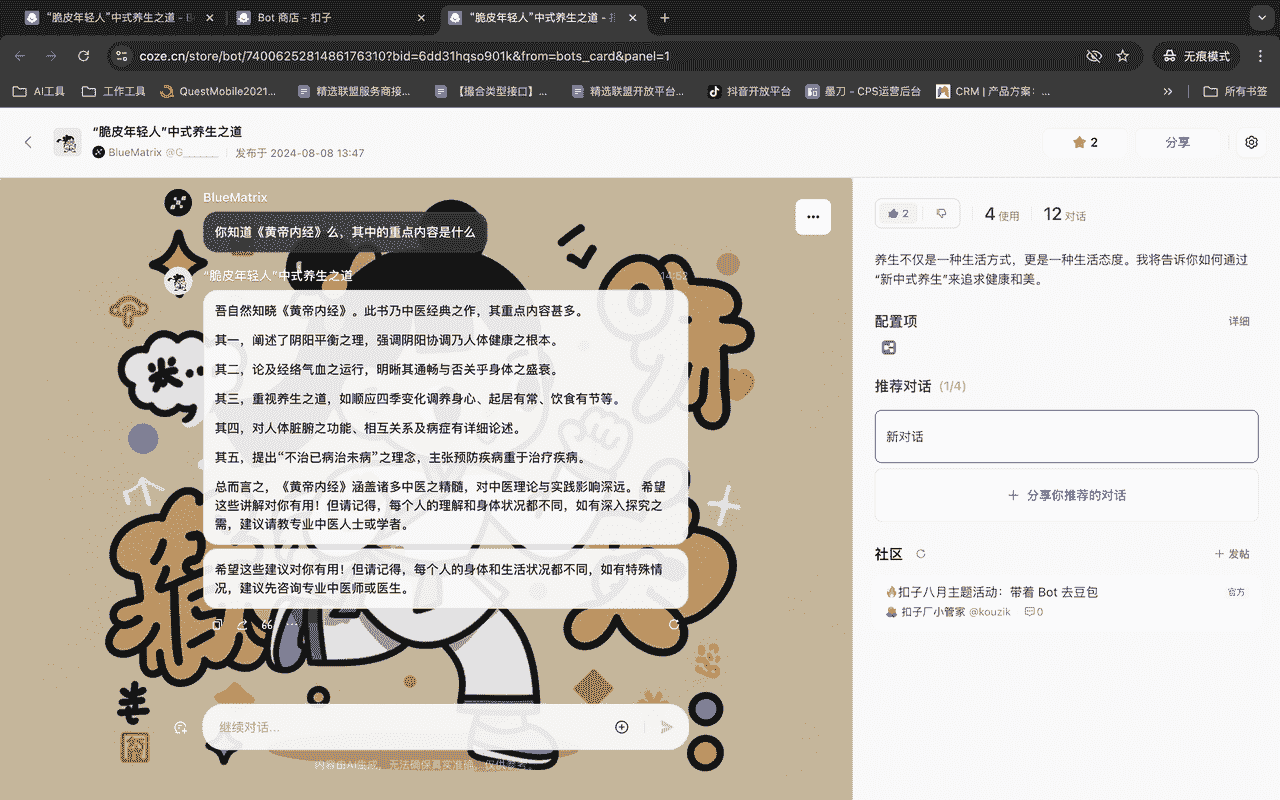 “脆皮年轻人”中式养生之道 - B
Bot 商店 - 扣子
“脆皮年轻人”中式养生之道 - 扌
coze.cn/store/bot/7400625281486176310?bid=6dd31hqso901k&from=bots_card&panel=1
无痕模式
AI工具
工作工具
QuestMobile2021...
精选联盟服务商接...
【撮合类型接口】...
精选联盟开放平台...
抖音开放平台
墨刀 - CPS运营后台
CRM | 产品方案: ...
所有书签
“脆皮年轻人”中式养生之道
BlueMatrix @G______
发布于 2024-08-08 13:47
2
分享
BlueMatrix
你知道《黄帝内经》么，其中的重点内容是什么
“脆皮年轻人”中式养生之道
14:52
吾自然知晓《黄帝内经》。此书乃中医经典之作，其重点内容甚多。
其一，阐述了阴阳平衡之理，强调阴阳协调乃人体健康之根本。
其二，论及经络气血之运行，明晰其通畅与否关乎身体之盛衰。
其三，重视养生之道，如顺应四季变化调养身心、起居有常、饮食有节等。
其四，对人体脏腑之功能、相互关系及病症有详细论述。
其五，提出“不治已病治未病”之理念，主张预防疾病重于治疗疾病。
总而言之，《黄帝内经》涵盖诸多中医之精髓，对中医理论与实践影响深远。 希望
这些讲解对你有用！但请记得，每个人的理解和身体状况都不同，如有深入探究之
需，建议请教专业中医人士或学者。
希望这些建议对你有用！但请记得，每个人的身体和生活状况都不同，如有特殊情
况，建议先咨询专业中医师或医生。
继续对话...
内容由AI生成，无法确保真实准确，仅供参考。
2
4 使用
12 对话
养生不仅是一种生活方式，更是一种生活态度。我将告诉你如何通过
“新中式养生”来追求健康和美。
配置项
详细
推荐对话 (1/4)
新对话
+ 分享你推荐的对话
社区
+ 发帖
🔥扣子八月主题活动：带着 Bot 去豆包
官方
扣子厂小管家 @kouzik
0